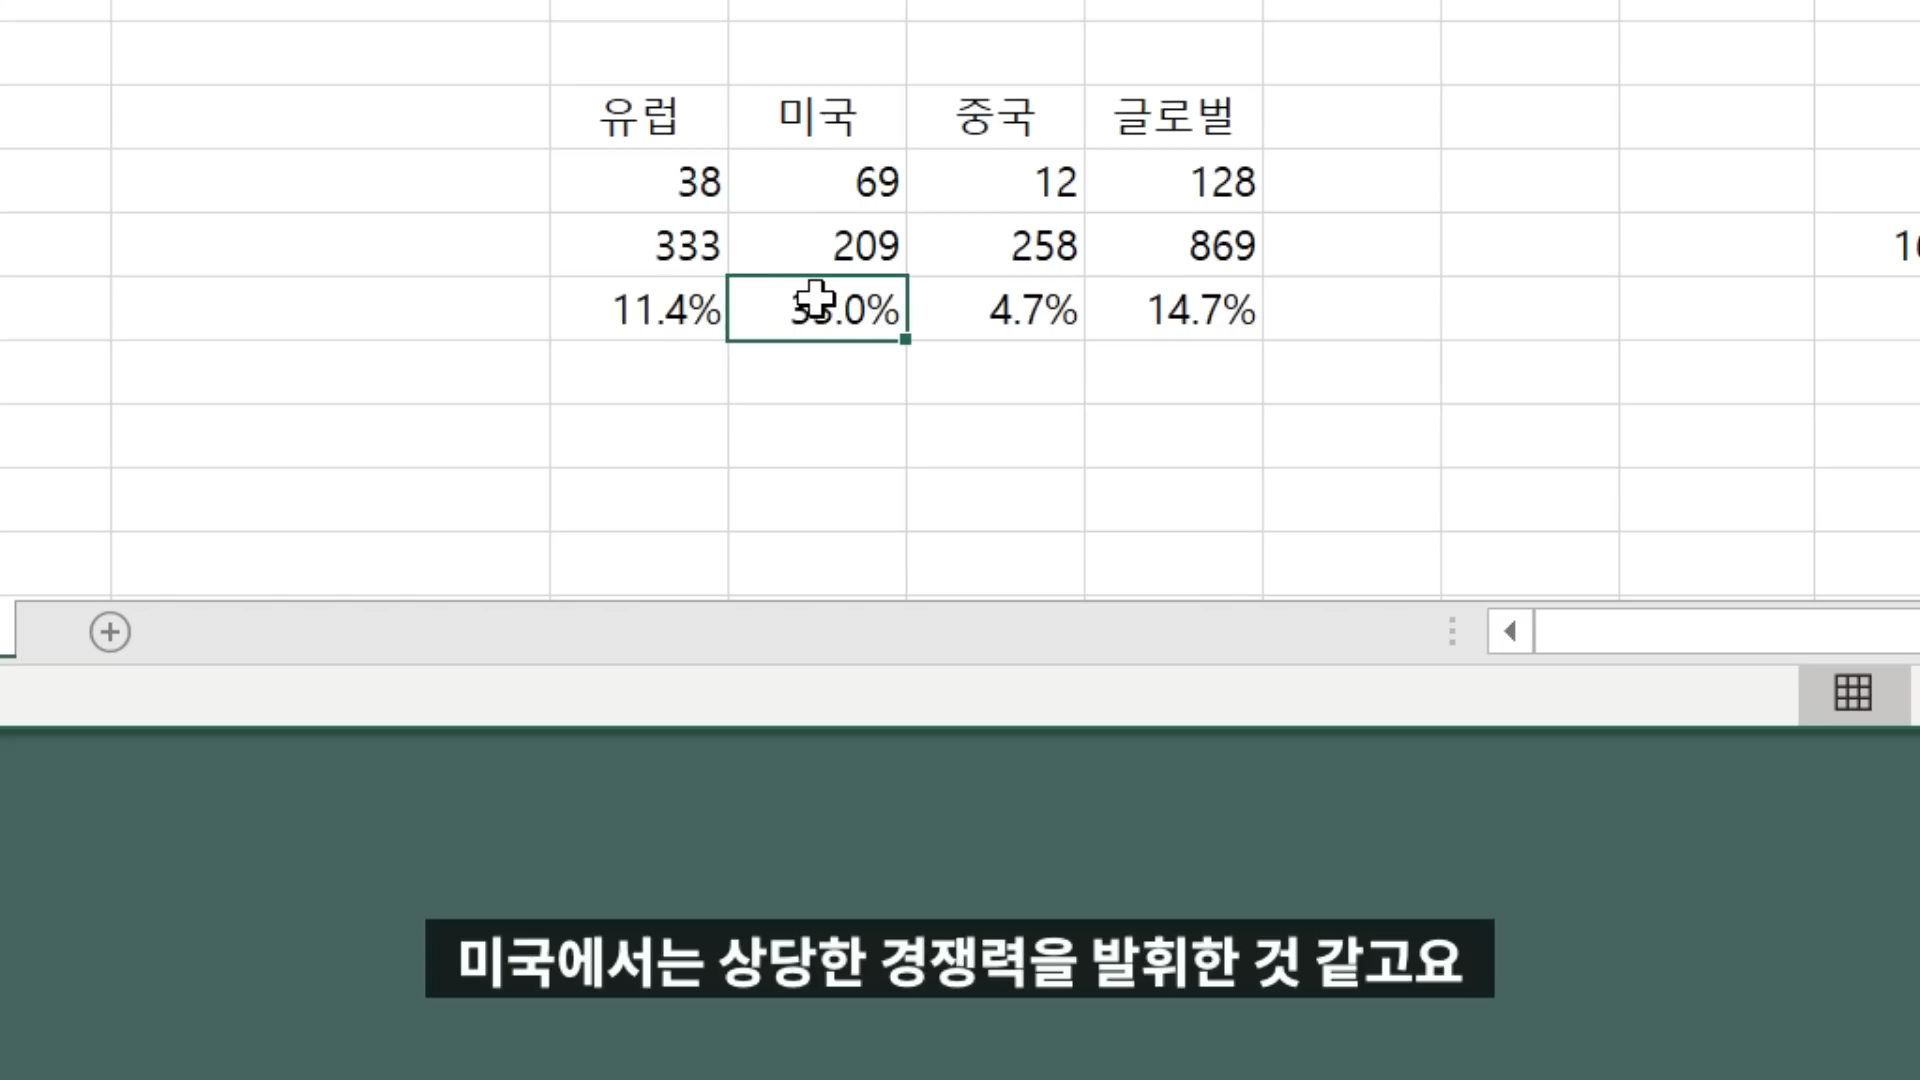 유럽 미국 중국 글로벌
38 69 12 128
333 209 258 869
11.4% 33.0% 4.7% 14.7%
미국에서는 상당한 경쟁력을 발휘한 것 같고요